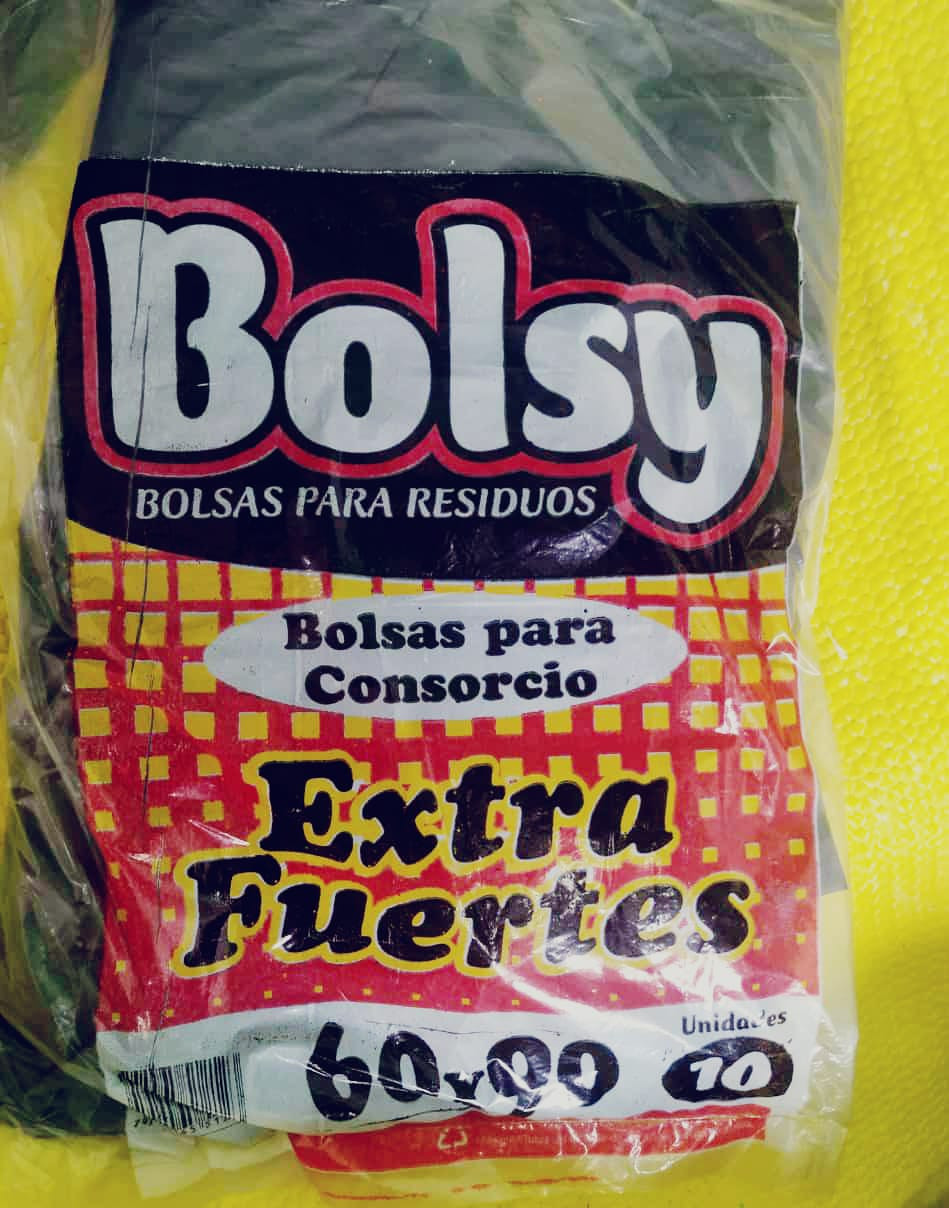 Bolsy
BOLSAS PARA RESIDUOS
Bolsas para
Consorcio
Extra
Fuertes
Unidades
60x90
10